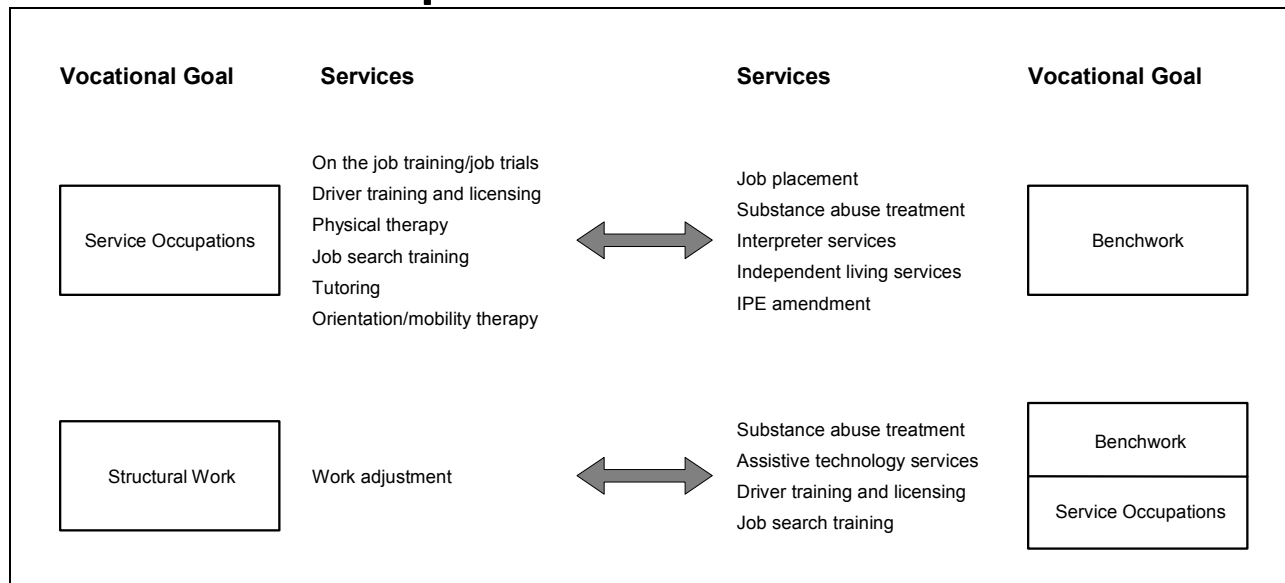 Vocational Goal Services Services Vocational Goal
On the job training/job trials
Driver training and licensing
Physical therapy
Service Occupations
Job search training
Tutoring
Orientation/mobility therapy
Job placement
Substance abuse treatment
Interpreter services
Independent living services
IPE amendment
Benchwork
Structural Work
Work adjustment
Substance abuse treatment
Assistive technology services
Driver training and licensing
Job search training
Benchwork
Service Occupations